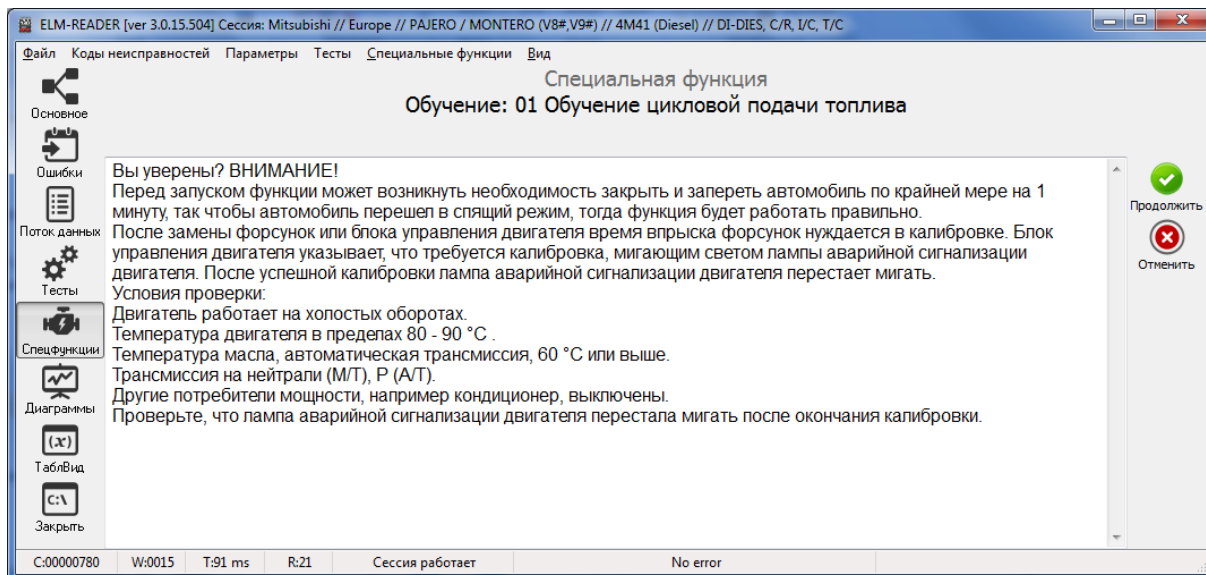 ELM-READER [ver 3.0.15.504] Сессия: Mitsubishi // Europe // PAJERO / MONTERO (V8#,V9#) // 4M41 (Diesel) // DI-DIES, C/R, I/C, T/C
Файл Коды неисправностей Параметры Тесты Специальные функции Вид
Специальная функция
Обучение: 01 Обучение цикловой подачи топлива
Основное
Ошибки
Поток данных
Тесты
Спецфункции
Диаграммы
(x)
ТаблВид
C:\
Закрыть
Вы уверены? ВНИМАНИЕ!
Перед запуском функции может возникнуть необходимость закрыть и запереть автомобиль по крайней мере на 1
минуту, так чтобы автомобиль перешел в спящий режим, тогда функция будет работать правильно.
После замены форсунок или блока управления двигателя время впрыска форсунок нуждается в калибровке. Блок
управления двигателя указывает, что требуется калибровка, мигающим светом лампы аварийной сигнализации
двигателя. После успешной калибровки лампа аварийной сигнализации двигателя перестает мигать.
Условия проверки:
Двигатель работает на холостых оборотах.
Температура двигателя в пределах 80 - 90 °C .
Температура масла, автоматическая трансмиссия, 60 °C или выше.
Трансмиссия на нейтрали (M/T), P (A/T).
Другие потребители мощности, например кондиционер, выключены.
Проверьте, что лампа аварийной сигнализации двигателя перестала мигать после окончания калибровки.
Продолжить
Отменить
C:00000780 W:0015 T:91 ms R:21 Сессия работает No error